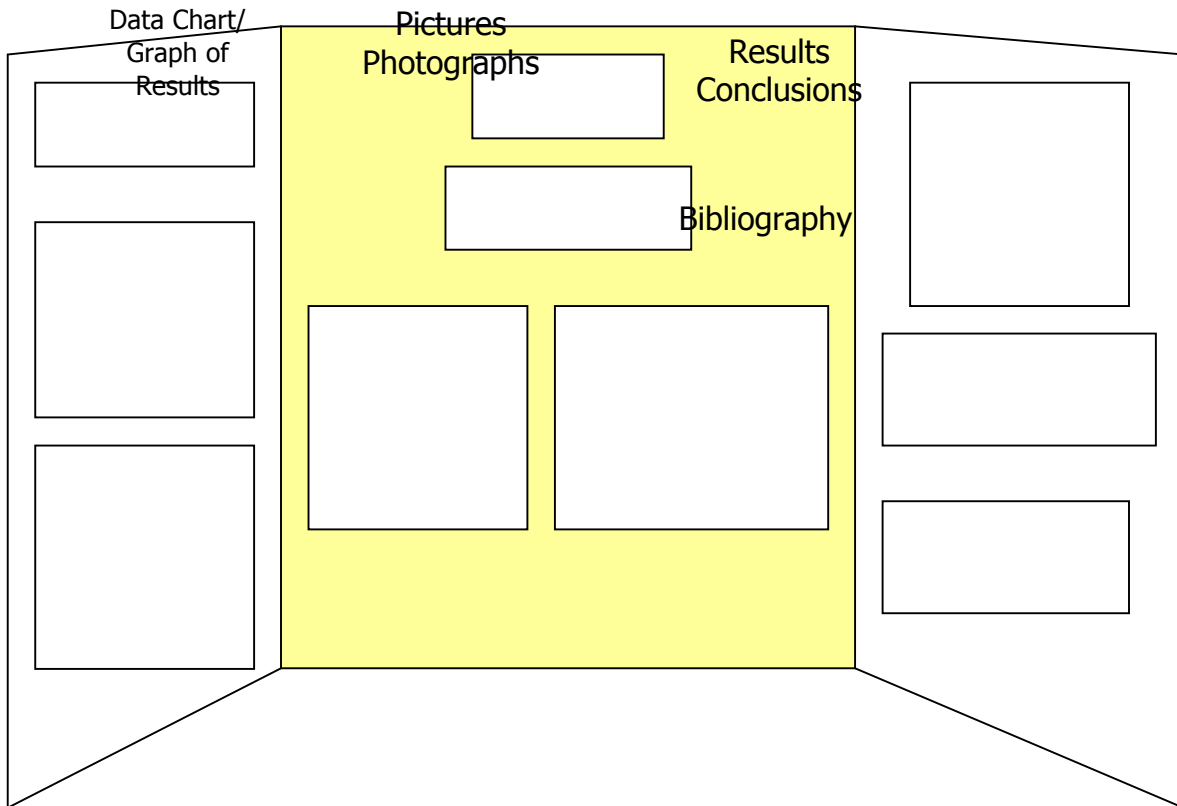 Data Chart/
Graph of
Results
Pictures
Photographs
Results
Conclusions
Bibliography